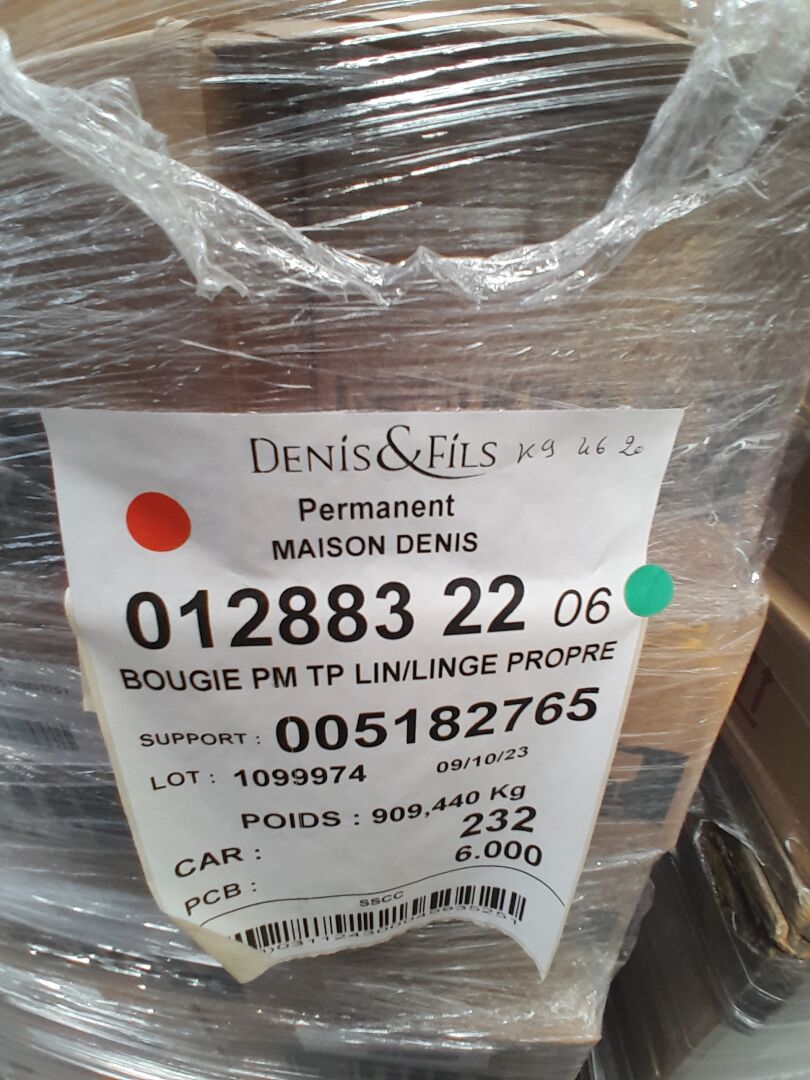 DENIS&FILS K9 46 20
Permanent
MAISON DENIS
012883 22 06
BOUGIE PM TP LIN/LINGE PROPRE
SUPPORT : 005182765
LOT : 1099974 09/10/23
POIDS : 909,440 Kg
CAR : 232
PCB : 6.000
SSCC